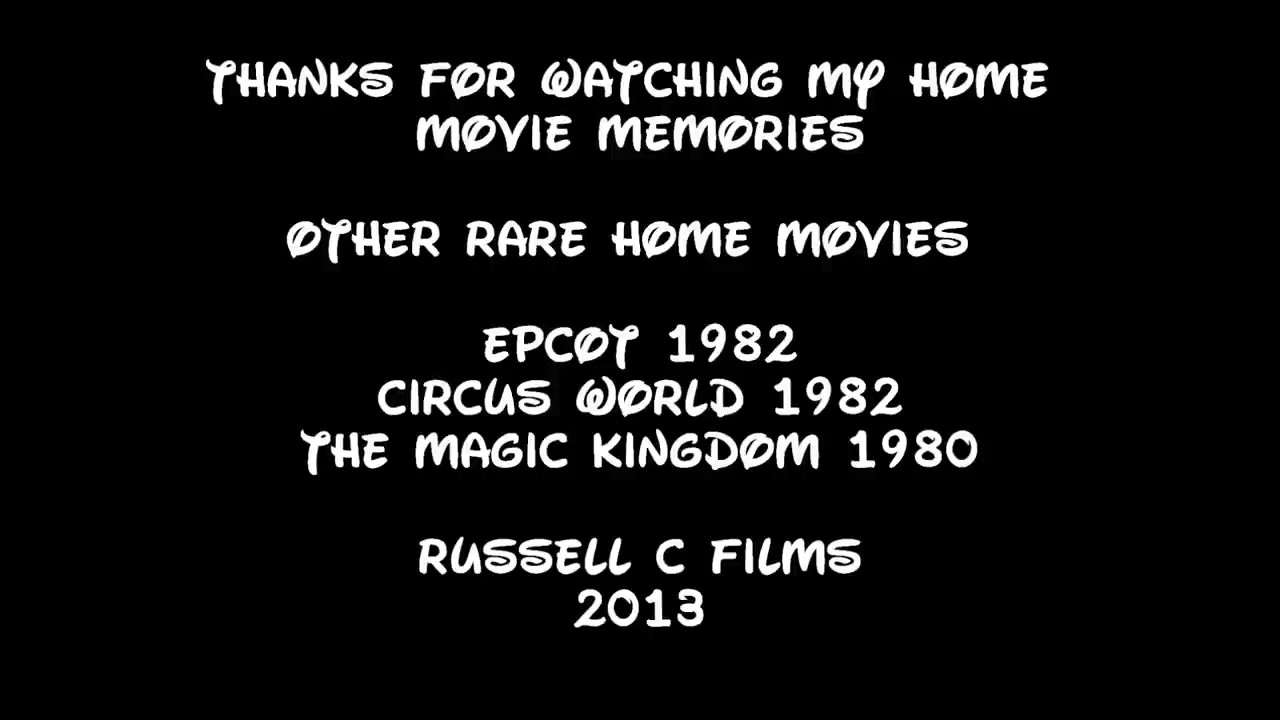 THANKS FOR WATCHING MY HOME
MOVIE MEMORIES
OTHER RARE HOME MOVIES
EPCOT 1982
CIRCUS WORLD 1982
THE MAGIC KINGDOM 1980
RUSSELL C FILMS
2013